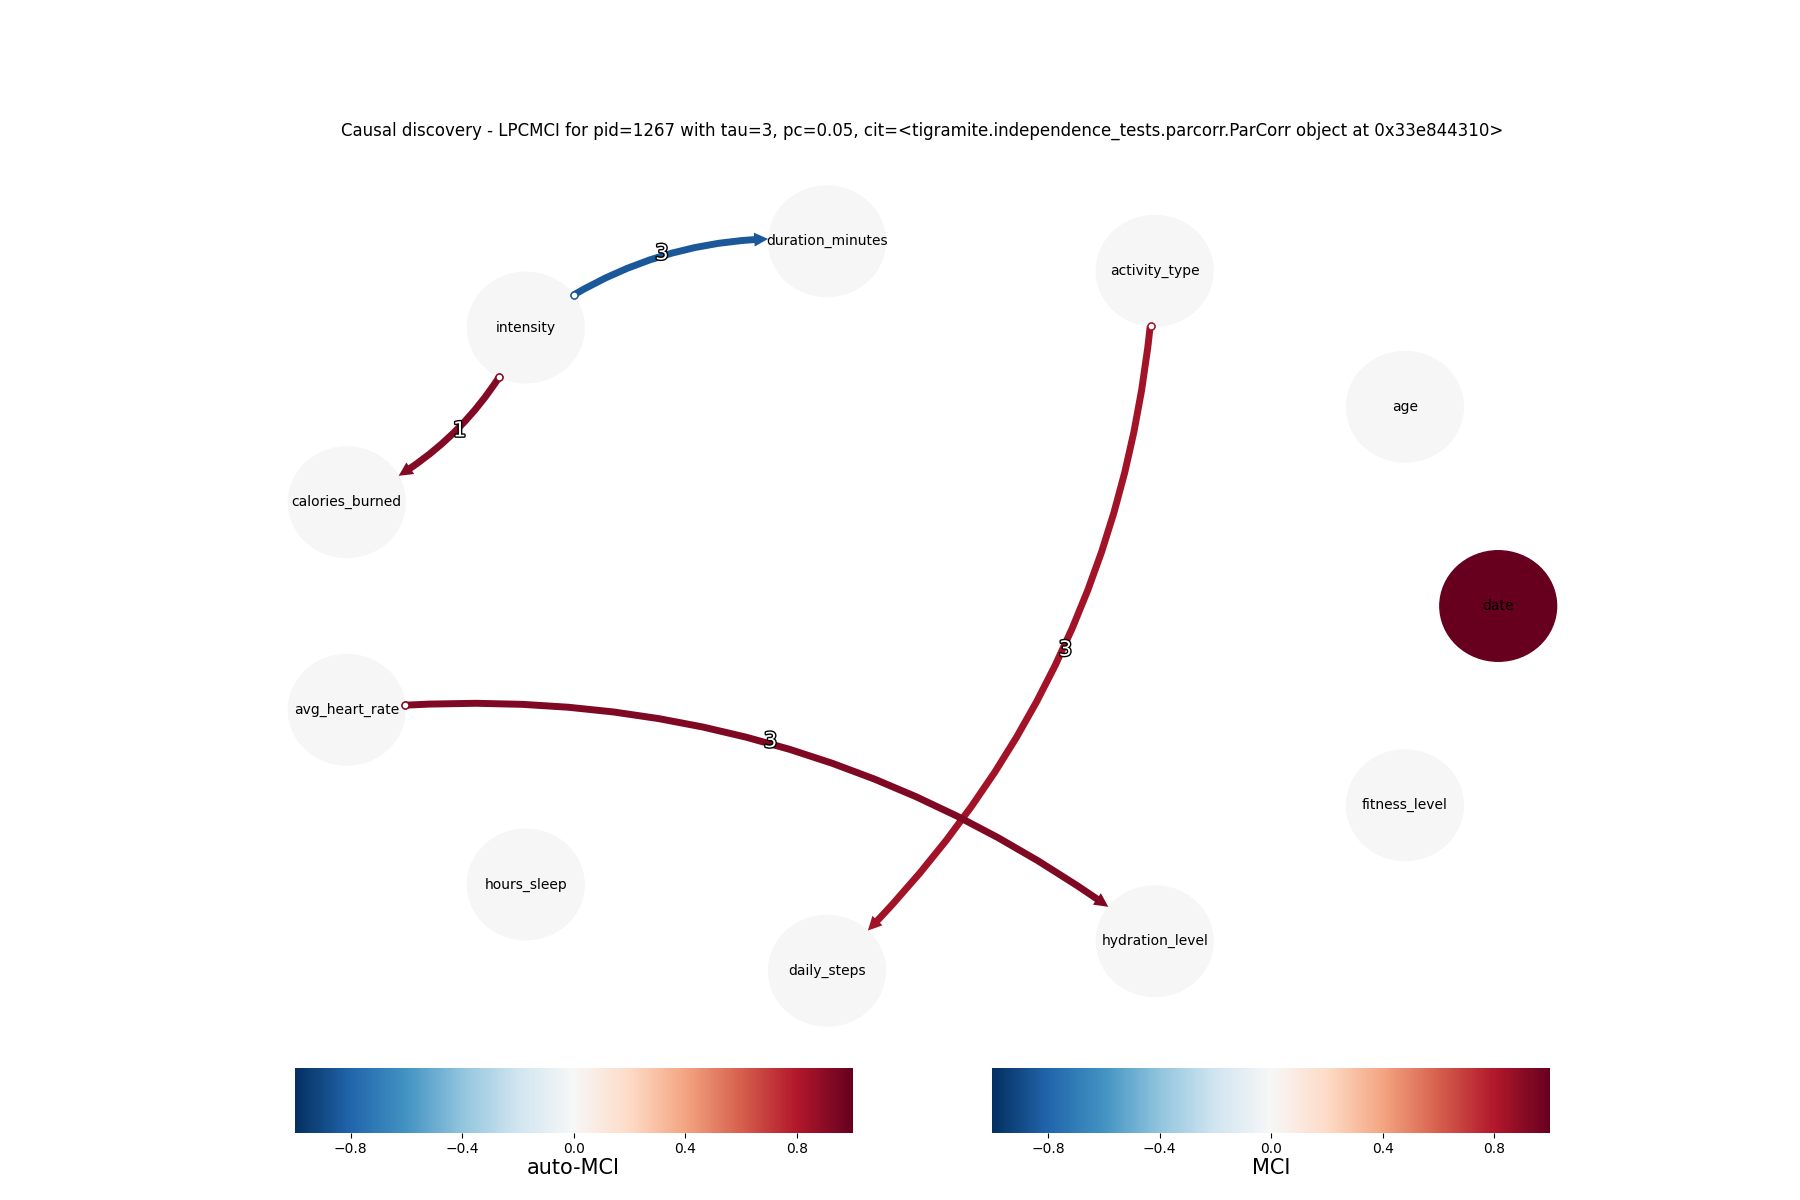 Causal discovery - LPCMCI for pid=1267 with tau=3, pc=0.05, cit=<tigramite.independence_tests.parcorr.ParCorr object at 0x33e844310>
duration_minutes
3
activity_type
intensity
age
1
calories_burned
date
3
avg_heart_rate
3
fitness_level
hours_sleep
hydration_level
daily_steps
−0.8 −0.4 0.0 0.4 0.8
auto-MCI
−0.8 −0.4 0.0 0.4 0.8
MCI